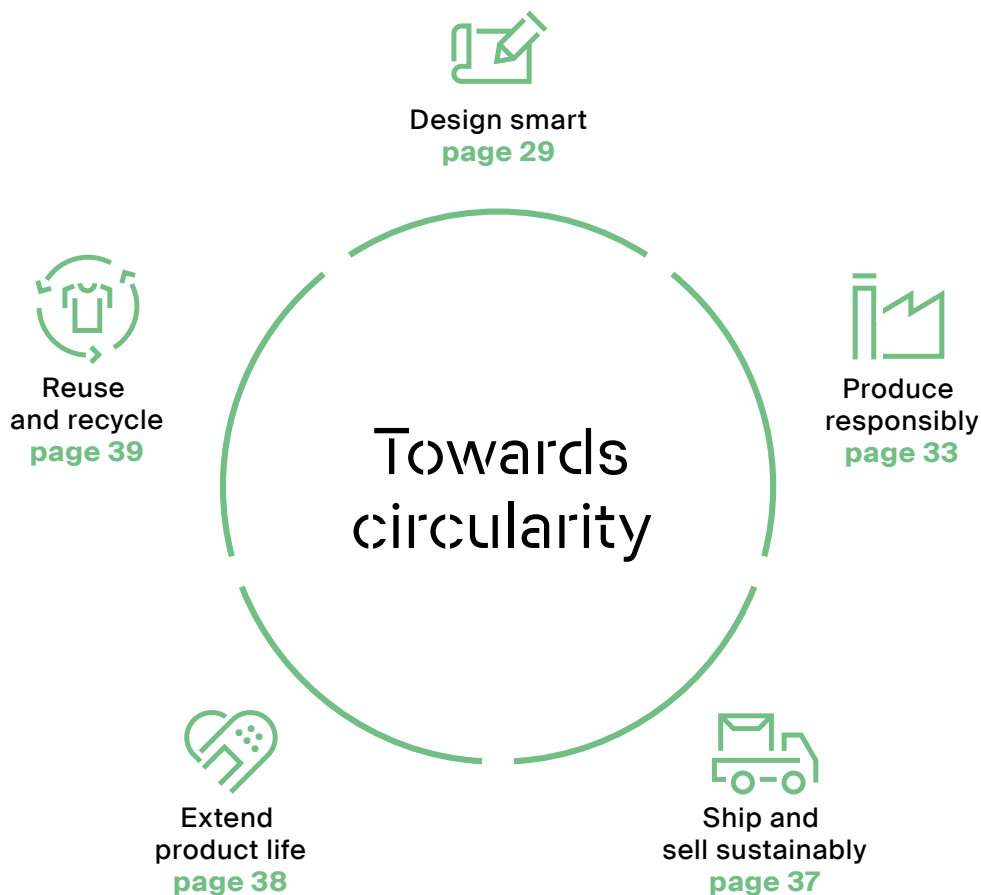 Design smart
page 29
Reuse
and recycle
page 39
Produce
responsibly
page 33
Towards
circularity
Extend
product life
page 38
Ship and
sell sustainably
page 37